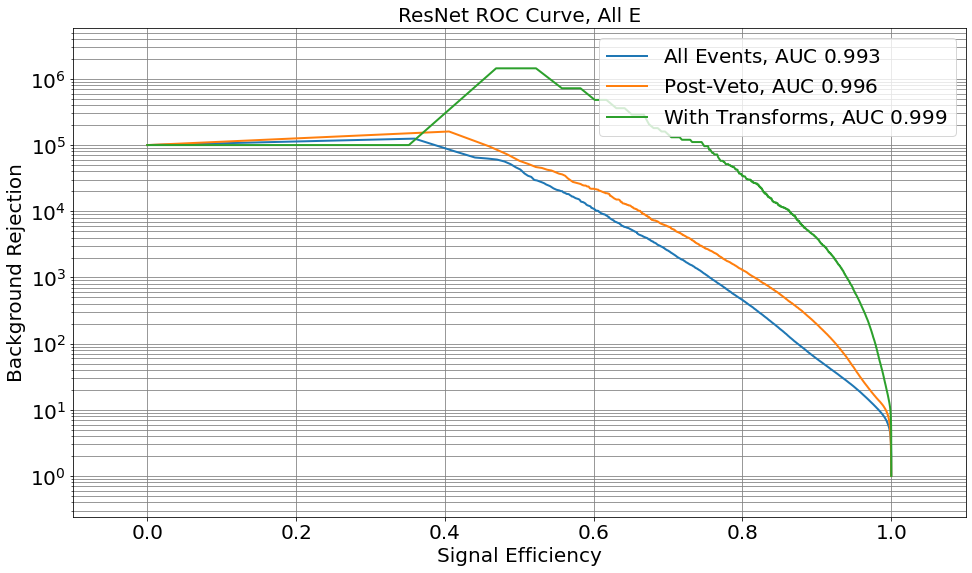 ResNet ROC Curve, All E
All Events, AUC 0.993
Post-Veto, AUC 0.996
With Transforms, AUC 0.999
Background Rejection
10^6
10^5
10^4
10^3
10^2
10^1
10^0
0.0 0.2 0.4 0.6 0.8 1.0
Signal Efficiency